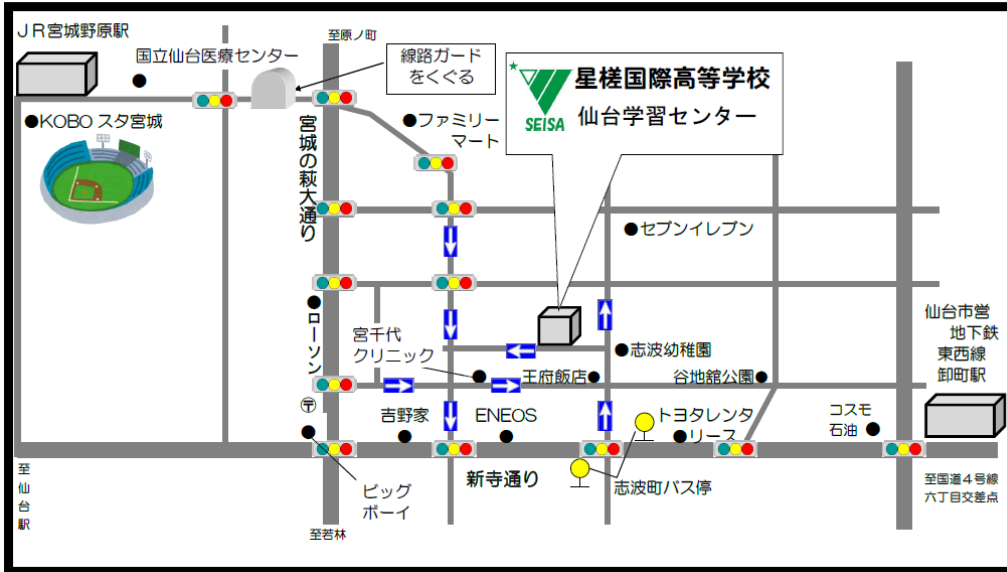 JR宮城野原駅
国立仙台医療センター
至原ノ町
線路ガード
をくぐる
SEISA
星槎国際高等学校
仙台学習センター
●KOBOスタ宮城
宮城の萩大通り
●ファミリー
マート
●セブンイレブン
●ローソン
宮千代
クリニック
王府飯店●
●志波幼稚園
谷地舘公園●
仙台市営
地下鉄
東西線
卸町駅
〒
吉野家
ENEOS
トヨタレンタ
●リース
コスモ
石油
至仙台駅
ビッグ
ボーイ
新寺通り
志波町バス停
至国道4号線
六丁目交差点
至若林